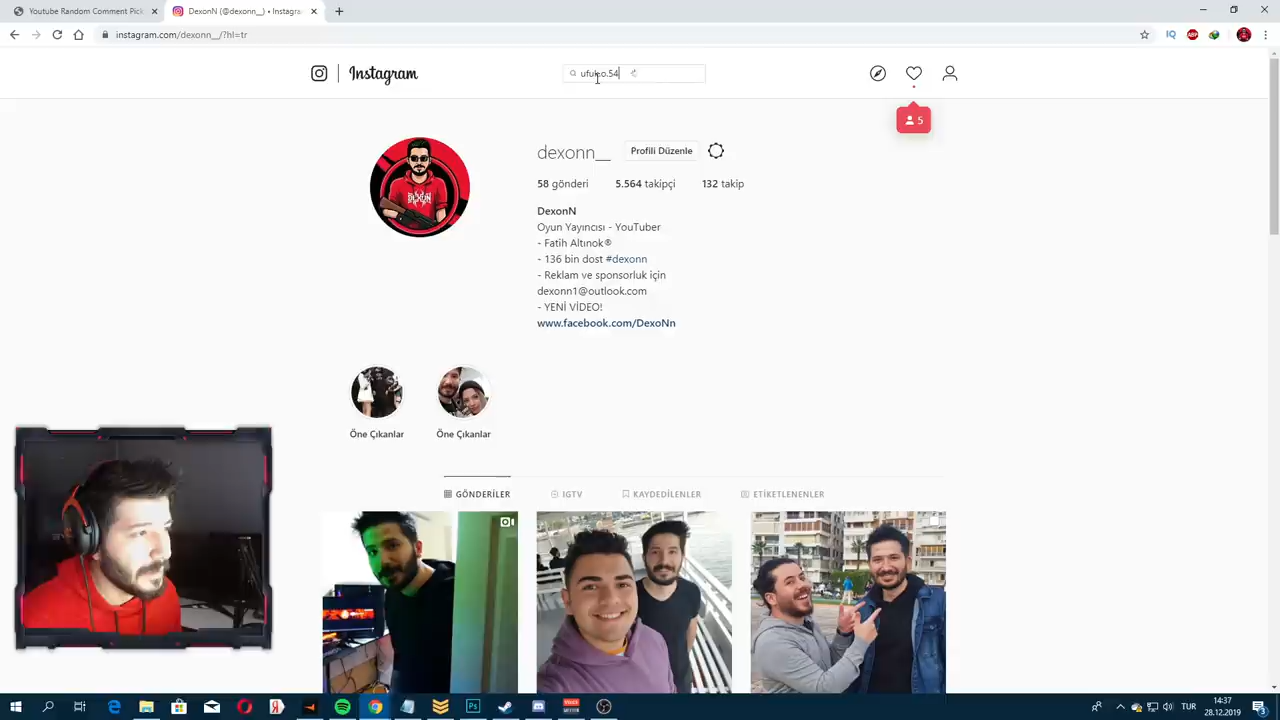 Youtube Random Comment Pick
DexonN (@dexonn__) • Instagram
instagram.com/dexonn__/?hl=tr
Instagram
5
dexonn__
Profili Düzenle
58 gönderi
5.564 takipçi
132 takip
DexonN
Oyun Yayıncısı - YouTuber
- Fatih Altınok®
- 136 bin dost #dexonn
- Reklam ve sponsorluk için
dexonn1@outlook.com
- YENİ VİDEO!
www.facebook.com/DexoNn
Öne Çıkanlar
Öne Çıkanlar
GÖNDERİLER
IGTV
KAYDEDİLENLER
ETİKETLENENLER
TUR
14:37
28.12.2019